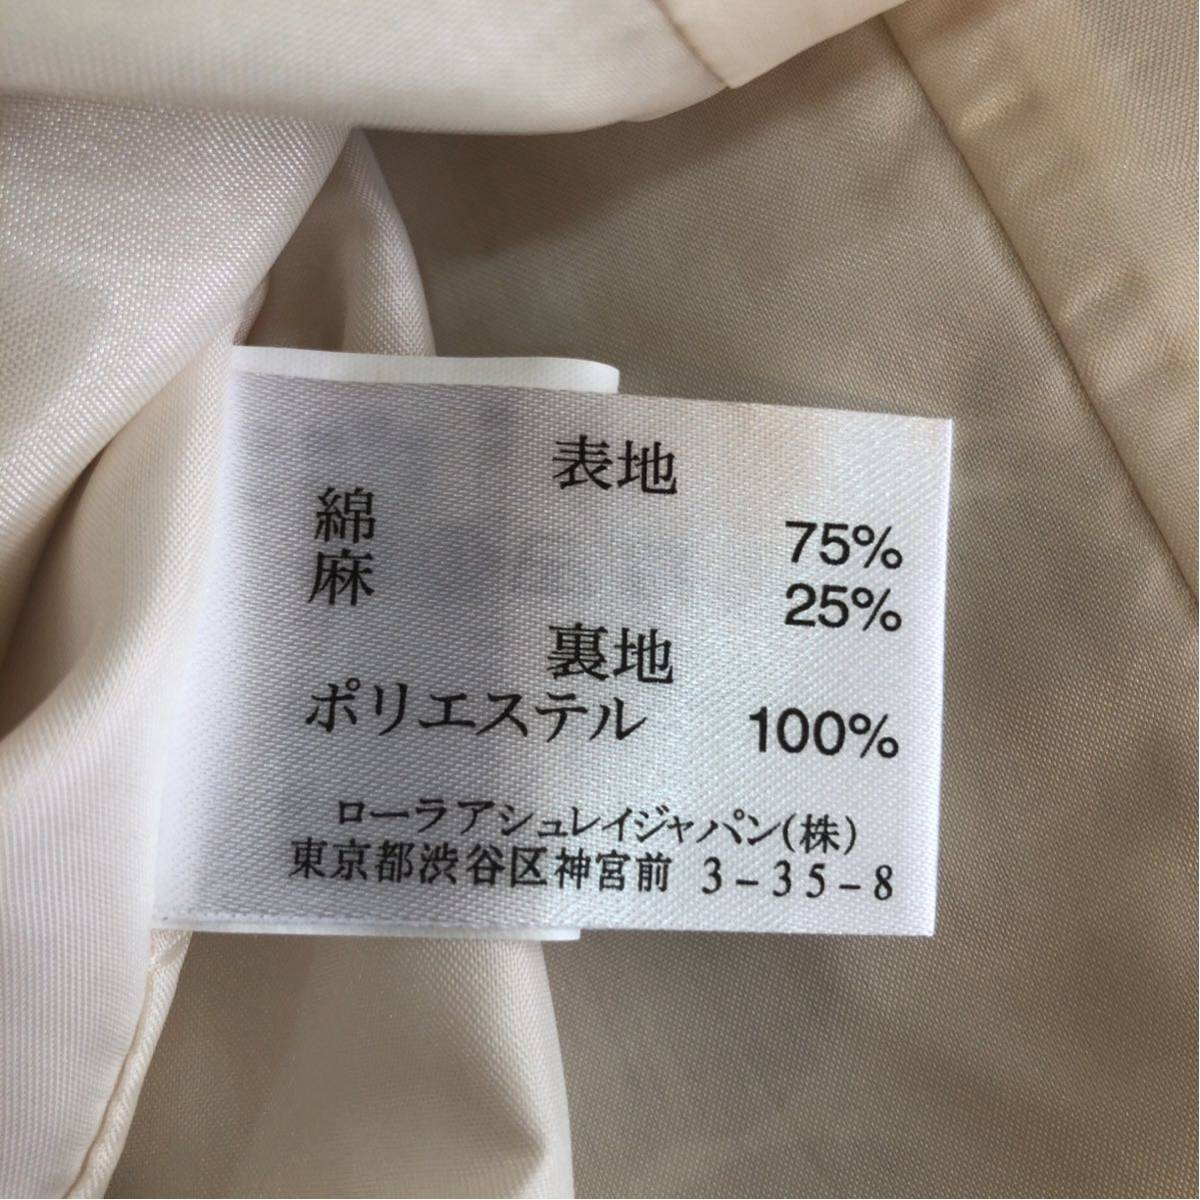 表地
綿 75%
麻 25%
裏地
ポリエステル 100%
ローラアシュレイジャパン(株)
東京都渋谷区神宮前 3-35-8